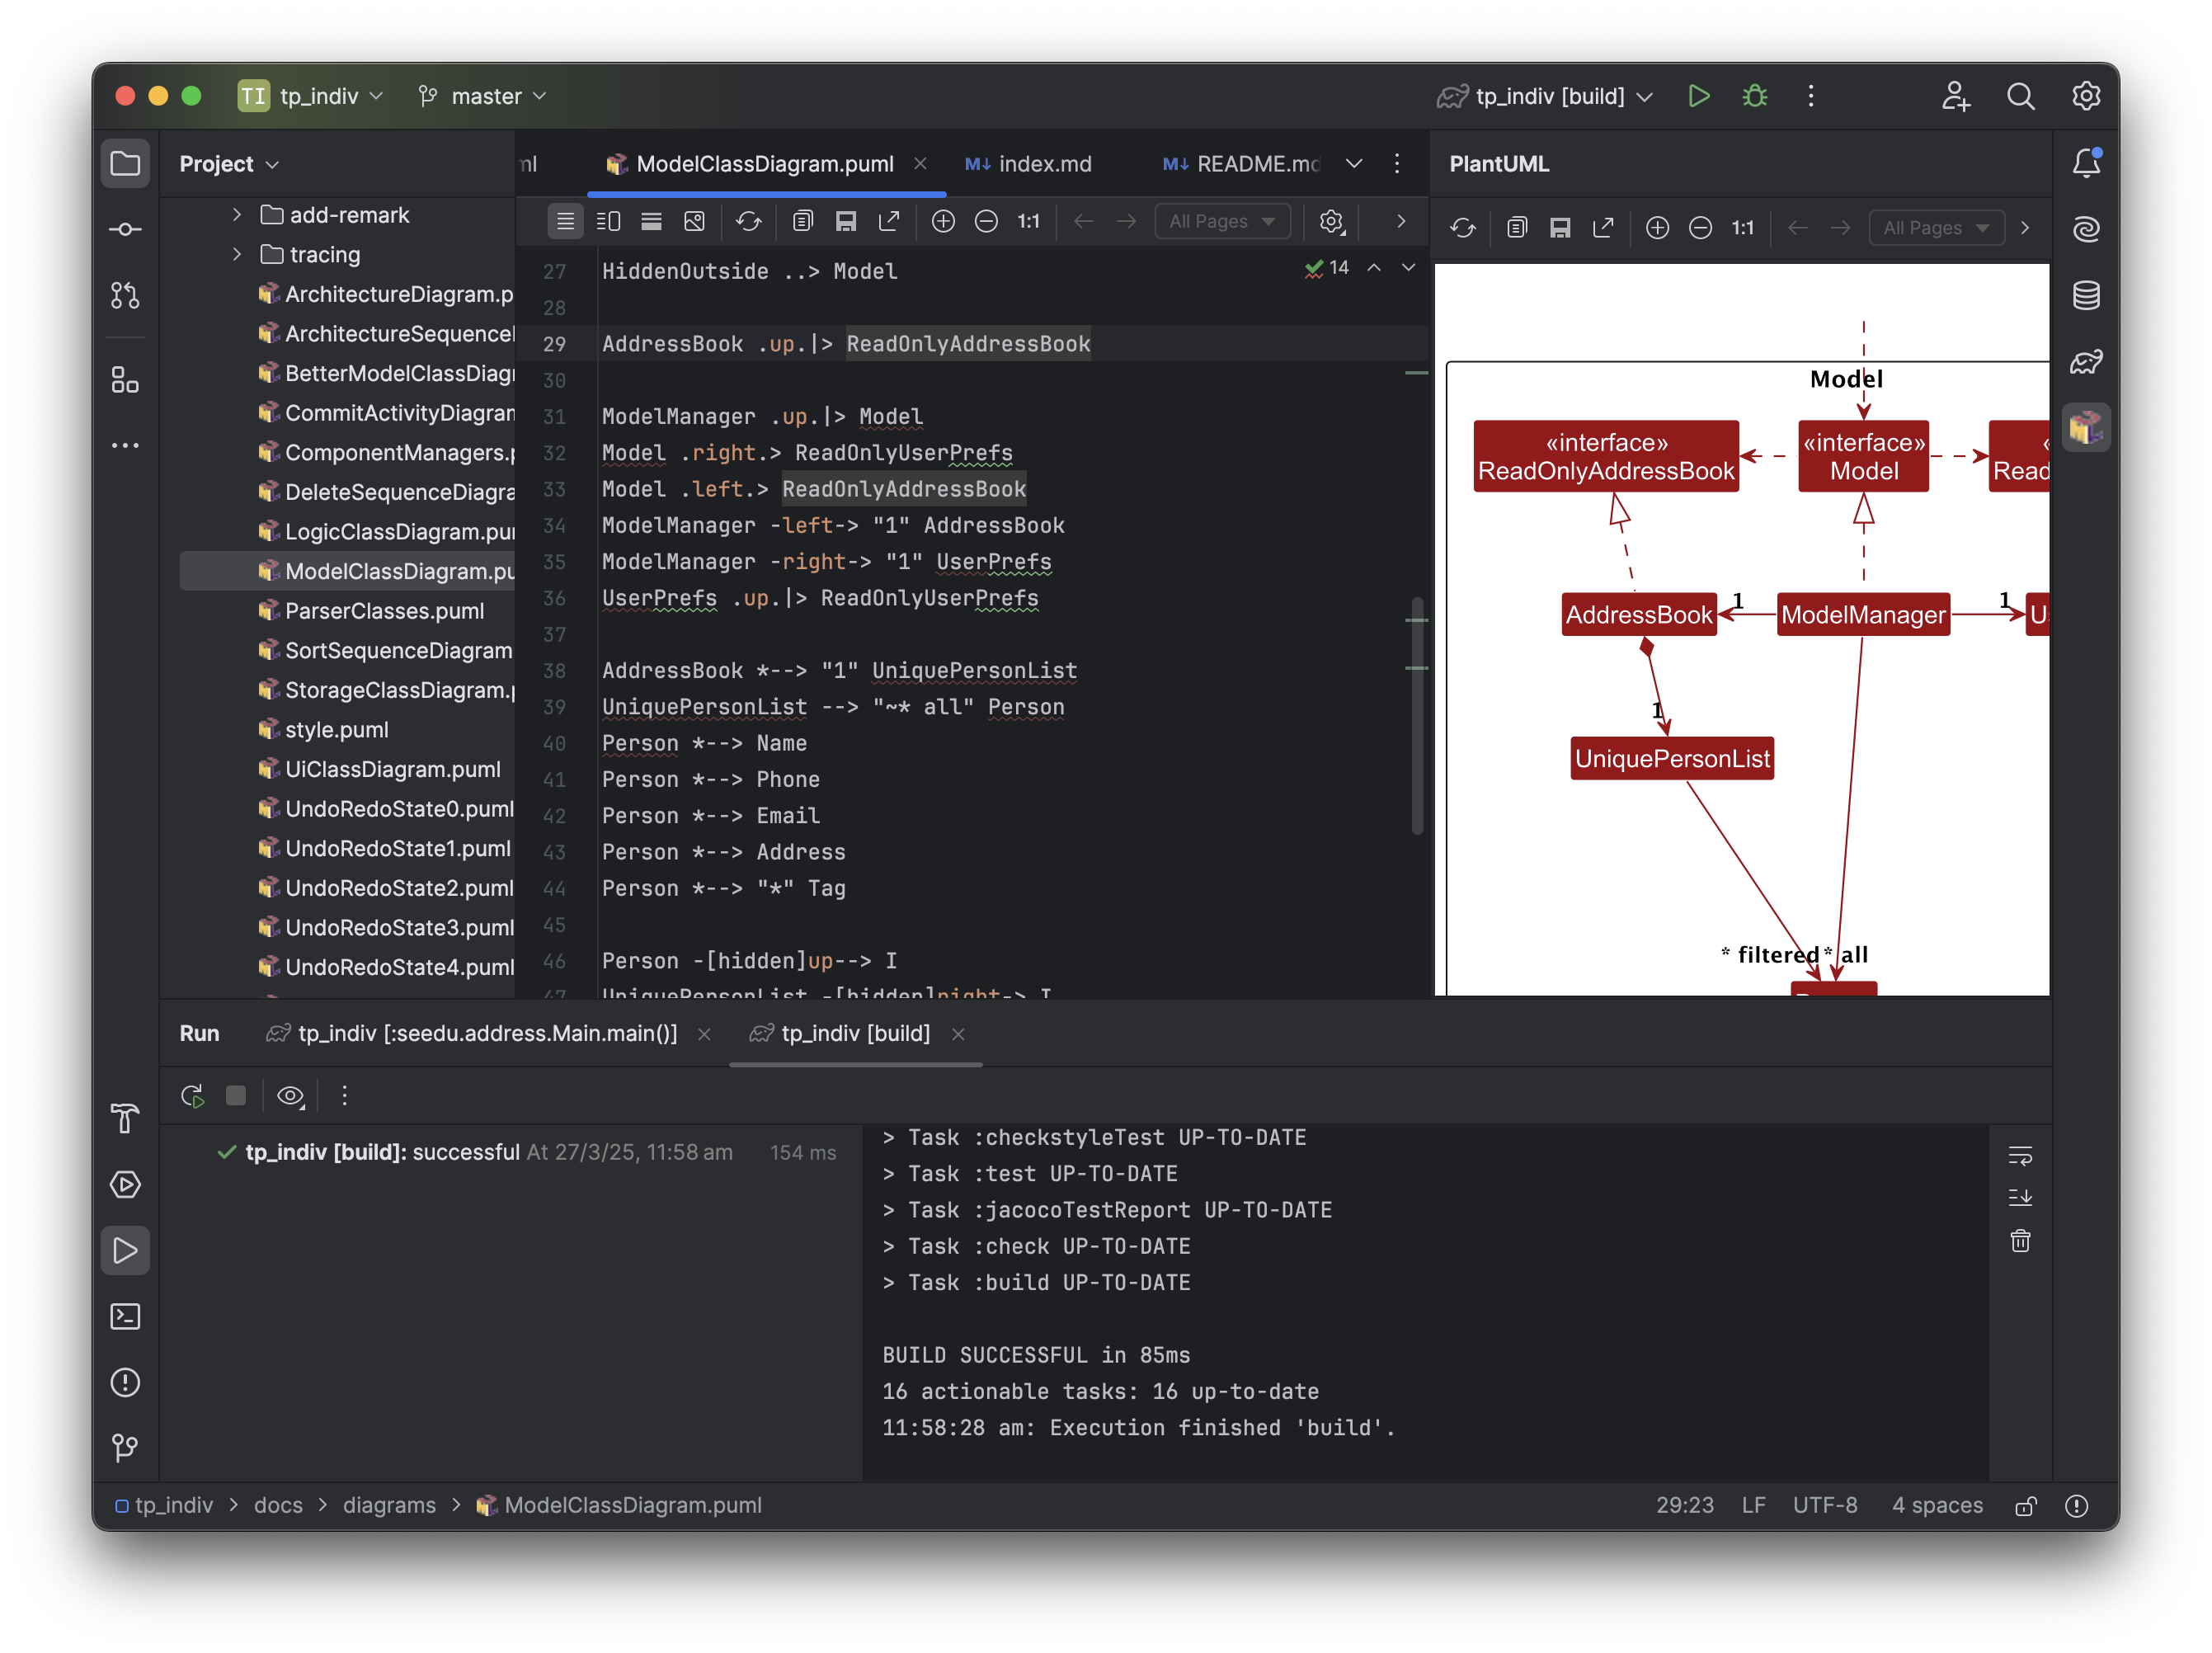 TI tp_indiv master tp_indiv [build]
Project
add-remark
tracing
ArchitectureDiagram.p
ArchitectureSequence
BetterModelClassDiagr
CommitActivityDiagram
ComponentManagers.p
DeleteSequenceDiagra
LogicClassDiagram.pu
ModelClassDiagram.pu
ParserClasses.puml
SortSequenceDiagram
StorageClassDiagram.p
style.puml
UiClassDiagram.puml
UndoRedoState0.puml
UndoRedoState1.puml
UndoRedoState2.puml
UndoRedoState3.puml
UndoRedoState4.puml
ml ModelClassDiagram.puml M↓ index.md M↓ README.md
1:1 All Pages
14
27 HiddenOutside ..> Model
28
29 AddressBook .up.|> ReadOnlyAddressBook
30
31 ModelManager .up.|> Model
32 Model .right.> ReadOnlyUserPrefs
33 Model .left.> ReadOnlyAddressBook
34 ModelManager -left-> "1" AddressBook
35 ModelManager -right-> "1" UserPrefs
36 UserPrefs .up.|> ReadOnlyUserPrefs
37
38 AddressBook *--> "1" UniquePersonList
39 UniquePersonList --> "~* all" Person
40 Person *--> Name
41 Person *--> Phone
42 Person *--> Email
43 Person *--> Address
44 Person *--> "*" Tag
45
46 Person -[hidden]up--> I
47 UniquePersonList -[hidden]right-> I
PlantUML
1:1 All Pages
Model
«interface»
ReadOnlyAddressBook
«interface»
Model
«
Read
AddressBook 1 ModelManager 1 U
1
UniquePersonList
* filtered * all
Run tp_indiv [:seedu.address.Main.main()] tp_indiv [build]
tp_indiv [build]: successful At 27/3/25, 11:58 am 154 ms
> Task :checkstyleTest UP-TO-DATE
> Task :test UP-TO-DATE
> Task :jacocoTestReport UP-TO-DATE
> Task :check UP-TO-DATE
> Task :build UP-TO-DATE
BUILD SUCCESSFUL in 85ms
16 actionable tasks: 16 up-to-date
11:58:28 am: Execution finished 'build'.
tp_indiv > docs > diagrams > ModelClassDiagram.puml
29:23 LF UTF-8 4 spaces